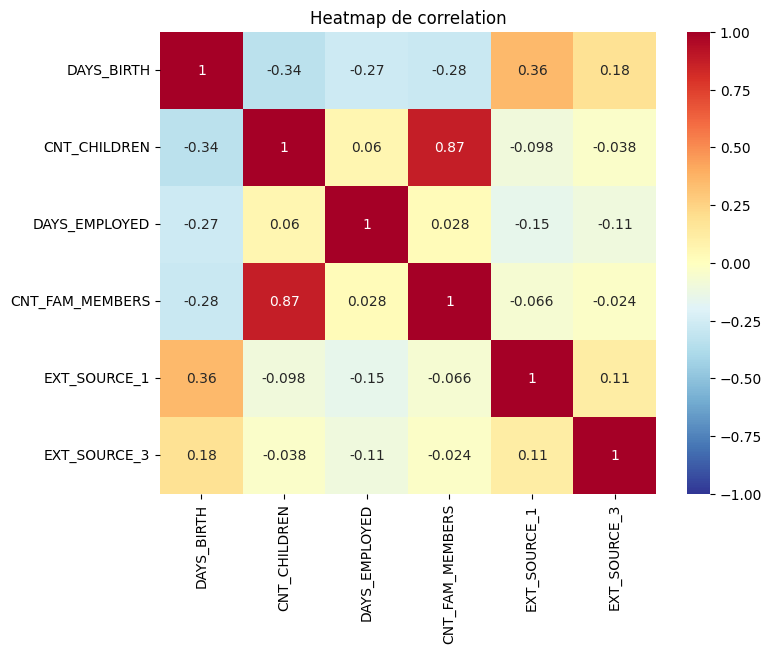 Heatmap de correlation
DAYS_BIRTH 1 -0.34 -0.27 -0.28 0.36 0.18
CNT_CHILDREN -0.34 1 0.06 0.87 -0.098 -0.038
DAYS_EMPLOYED -0.27 0.06 1 0.028 -0.15 -0.11
CNT_FAM_MEMBERS -0.28 0.87 0.028 1 -0.066 -0.024
EXT_SOURCE_1 0.36 -0.098 -0.15 -0.066 1 0.11
EXT_SOURCE_3 0.18 -0.038 -0.11 -0.024 0.11 1
DAYS_BIRTH
CNT_CHILDREN
DAYS_EMPLOYED
CNT_FAM_MEMBERS
EXT_SOURCE_1
EXT_SOURCE_3
1.00
0.75
0.50
0.25
0.00
−0.25
−0.50
−0.75
−1.00